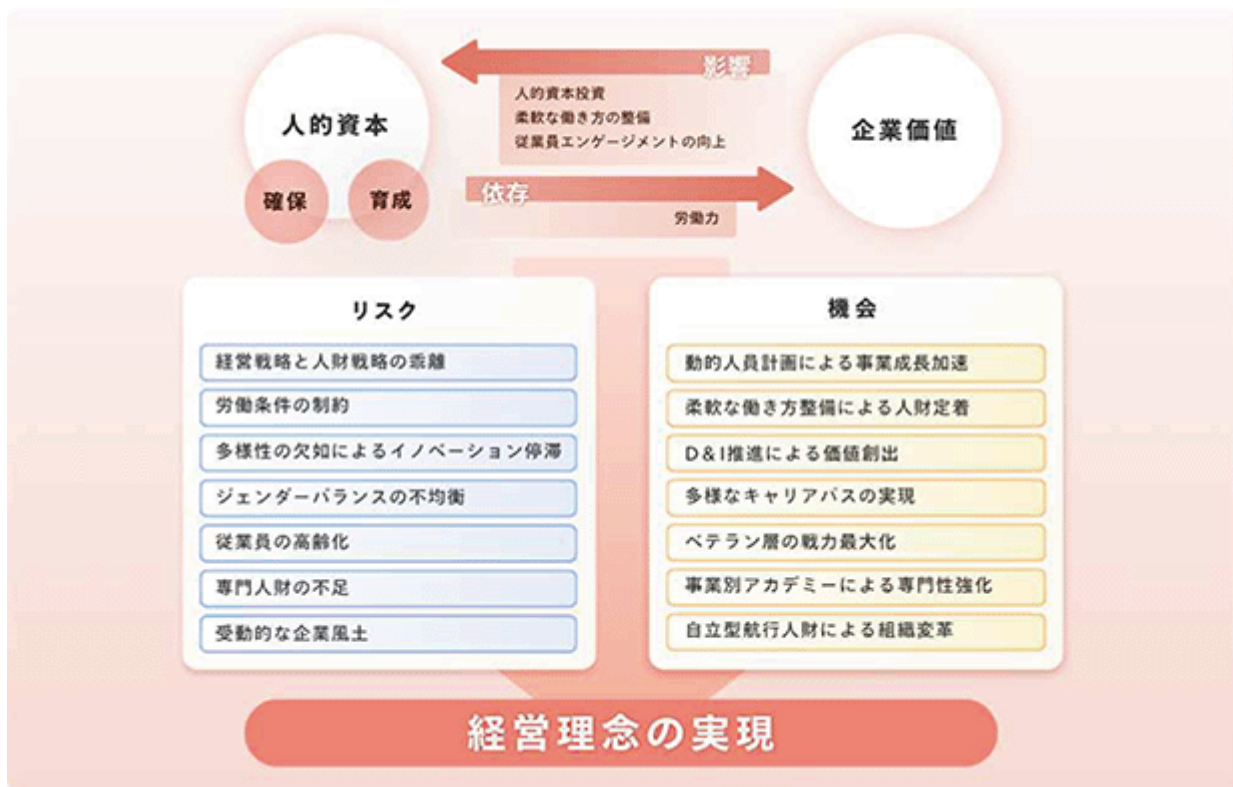 影響
人的資本
人的資本投資
柔軟な働き方の整備
従業員エンゲージメントの向上
企業価値
確保
育成
依存
労働力
リスク
経営戦略と人財戦略の乖離
労働条件の制約
多様性の欠如によるイノベーション停滞
ジェンダーバランスの不均衡
従業員の高齢化
専門人財の不足
受動的な企業風土
機会
動的人員計画による事業成長加速
柔軟な働き方整備による人財定着
D&I推進による価値創出
多様なキャリアパスの実現
ベテラン層の戦力最大化
事業別アカデミーによる専門性強化
自立型航行人財による組織変革
経営理念の実現